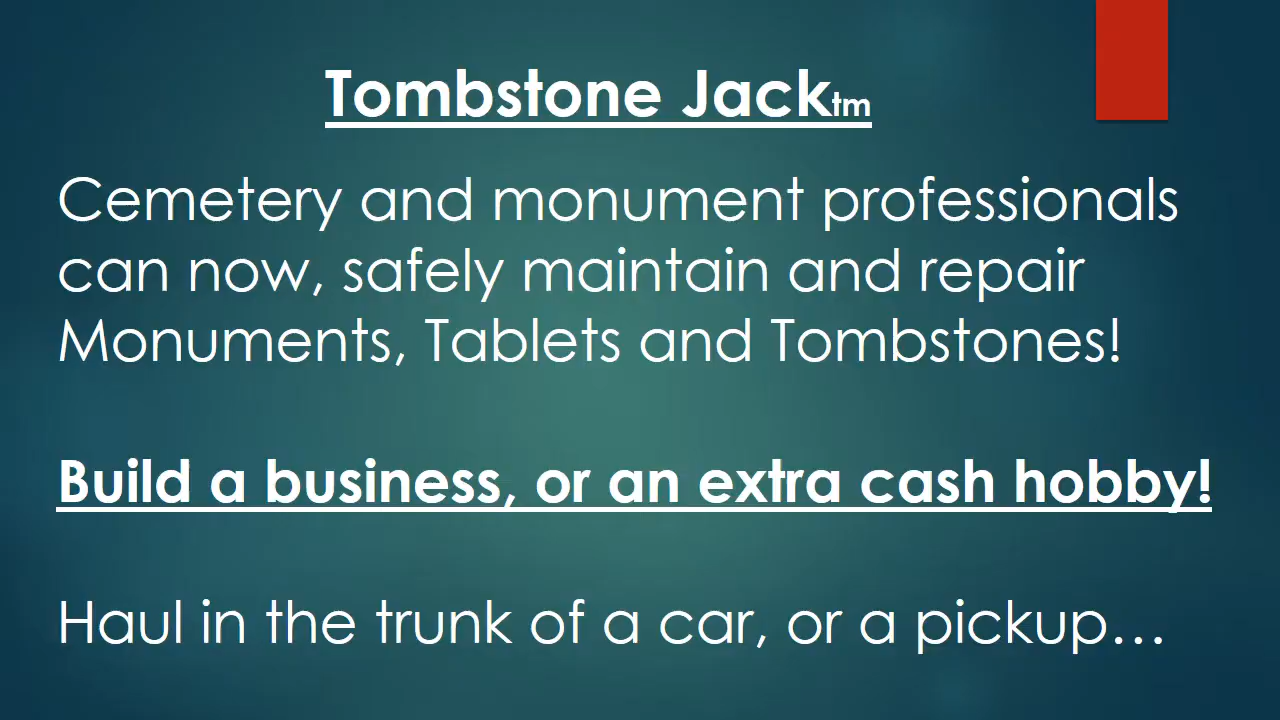 Tombstone Jacktm
Cemetery and monument professionals
can now, safely maintain and repair
Monuments, Tablets and Tombstones!
Build a business, or an extra cash hobby!
Haul in the trunk of a car, or a pickup…